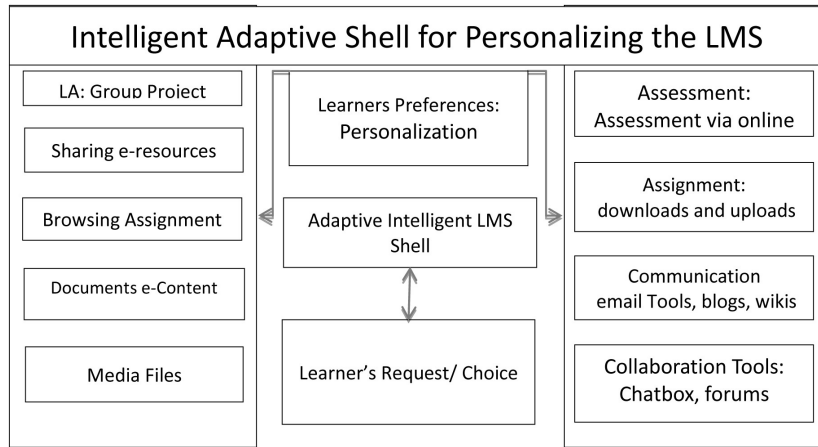 Intelligent Adaptive Shell for Personalizing the LMS
LA: Group Project
Sharing e-resources
Browsing Assignment
Documents e-Content
Media Files
Learners Preferences:
Personalization
Adaptive Intelligent LMS
Shell
Learner’s Request/ Choice
Assessment:
Assessment via online
Assignment:
downloads and uploads
Communication
email Tools, blogs, wikis
Collaboration Tools:
Chatbox, forums